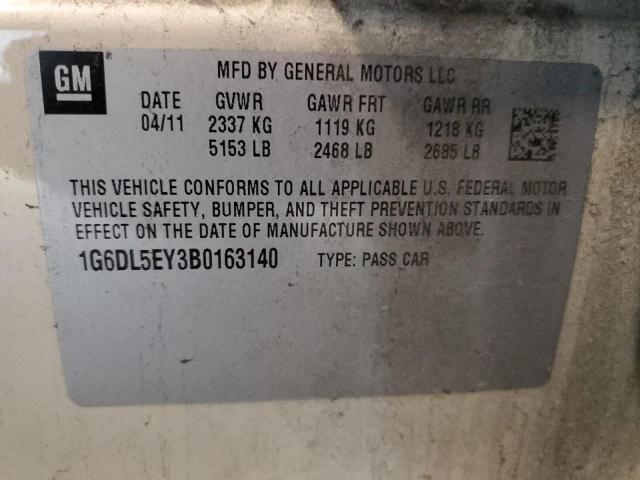 GM
MFD BY GENERAL MOTORS LLC
DATE GVWR GAWR FRT GAWR RR
04/11 2337 KG 1119 KG 1218 KG
5153 LB 2468 LB 2685 LB
THIS VEHICLE CONFORMS TO ALL APPLICABLE U.S. FEDERAL MOTOR
VEHICLE SAFETY, BUMPER, AND THEFT PREVENTION STANDARDS IN
EFFECT ON THE DATE OF MANUFACTURE SHOWN ABOVE.
1G6DL5EY3B0163140 TYPE: PASS CAR